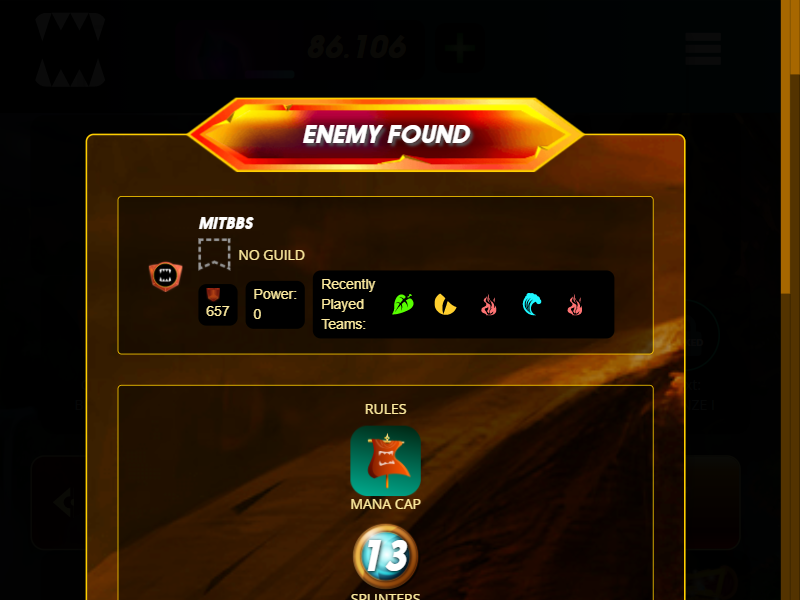 86.106
ENEMY FOUND
MITBBS
NO GUILD
657
Power:
0
Recently
Played
Teams:
RULES
MANA CAP
13
SPLINTERS